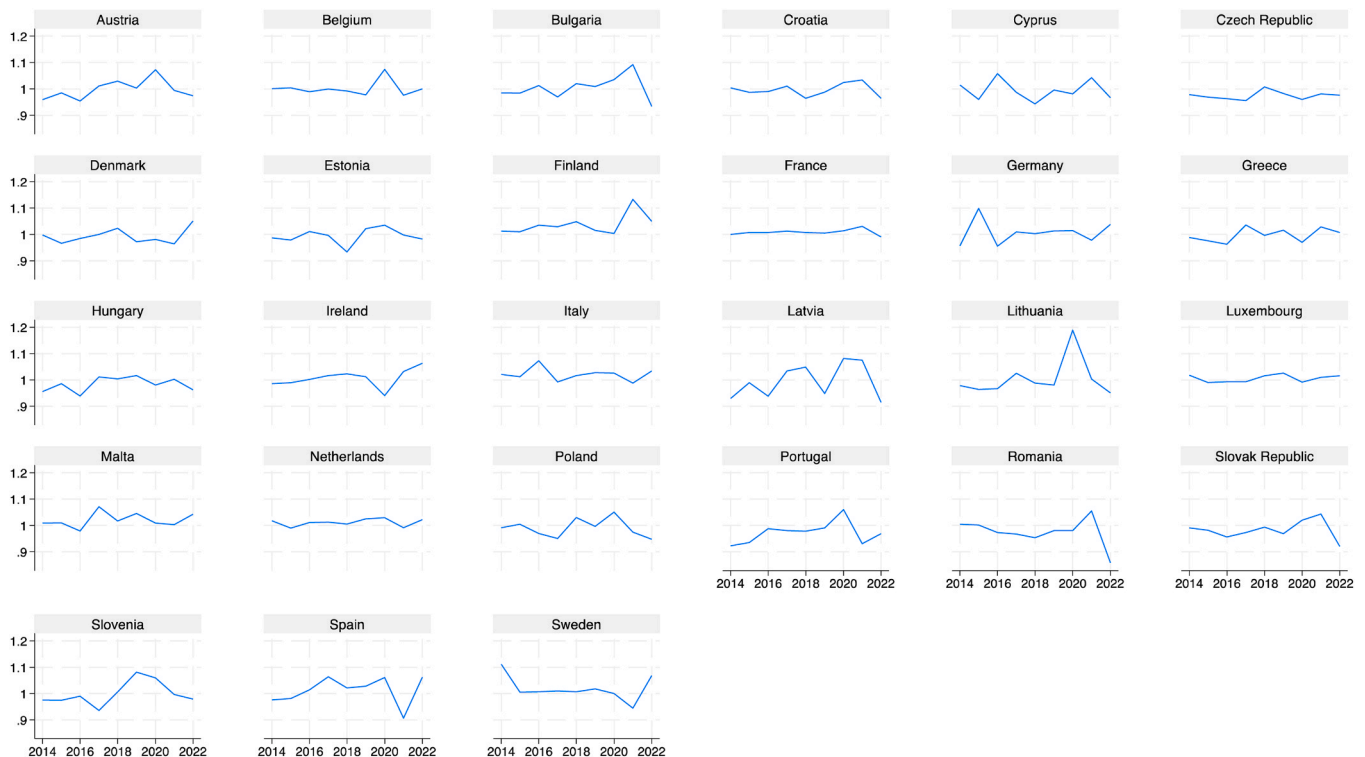 Austria Belgium Bulgaria Croatia Cyprus Czech Republic
1.2
1.1
1
.9
Denmark Estonia Finland France Germany Greece
1.2
1.1
1
.9
Hungary Ireland Italy Latvia Lithuania Luxembourg
1.2
1.1
1
.9
Malta Netherlands Poland Portugal Romania Slovak Republic
1.2
1.1
1
.9
2014 2016 2018 2020 2022 2014 2016 2018 2020 2022 2014 2016 2018 2020 2022
Slovenia Spain Sweden
1.2
1.1
1
.9
2014 2016 2018 2020 2022 2014 2016 2018 2020 2022 2014 2016 2018 2020 2022